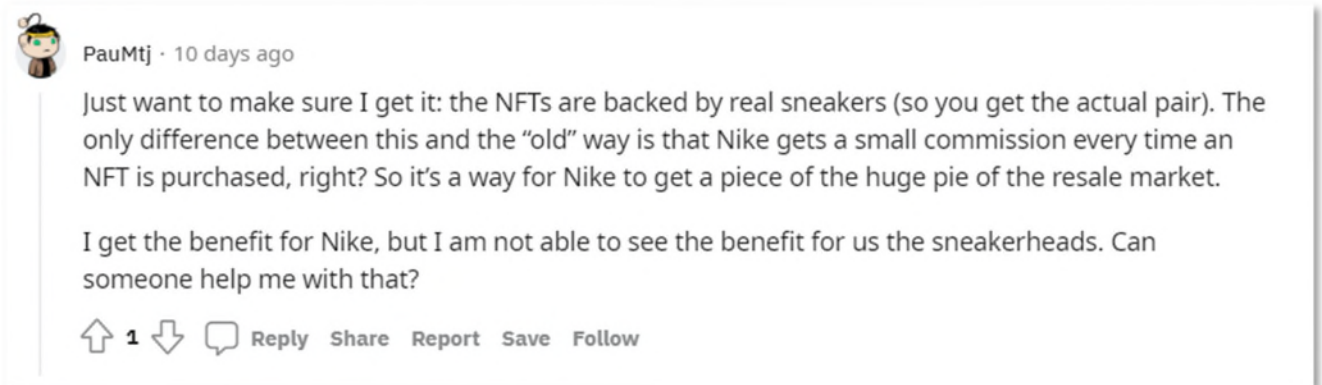 PauMtj · 10 days ago
Just want to make sure I get it: the NFTs are backed by real sneakers (so you get the actual pair). The
only difference between this and the “old” way is that Nike gets a small commission every time an
NFT is purchased, right? So it’s a way for Nike to get a piece of the huge pie of the resale market.
I get the benefit for Nike, but I am not able to see the benefit for us the sneakerheads. Can
someone help me with that?
1 Reply Share Report Save Follow